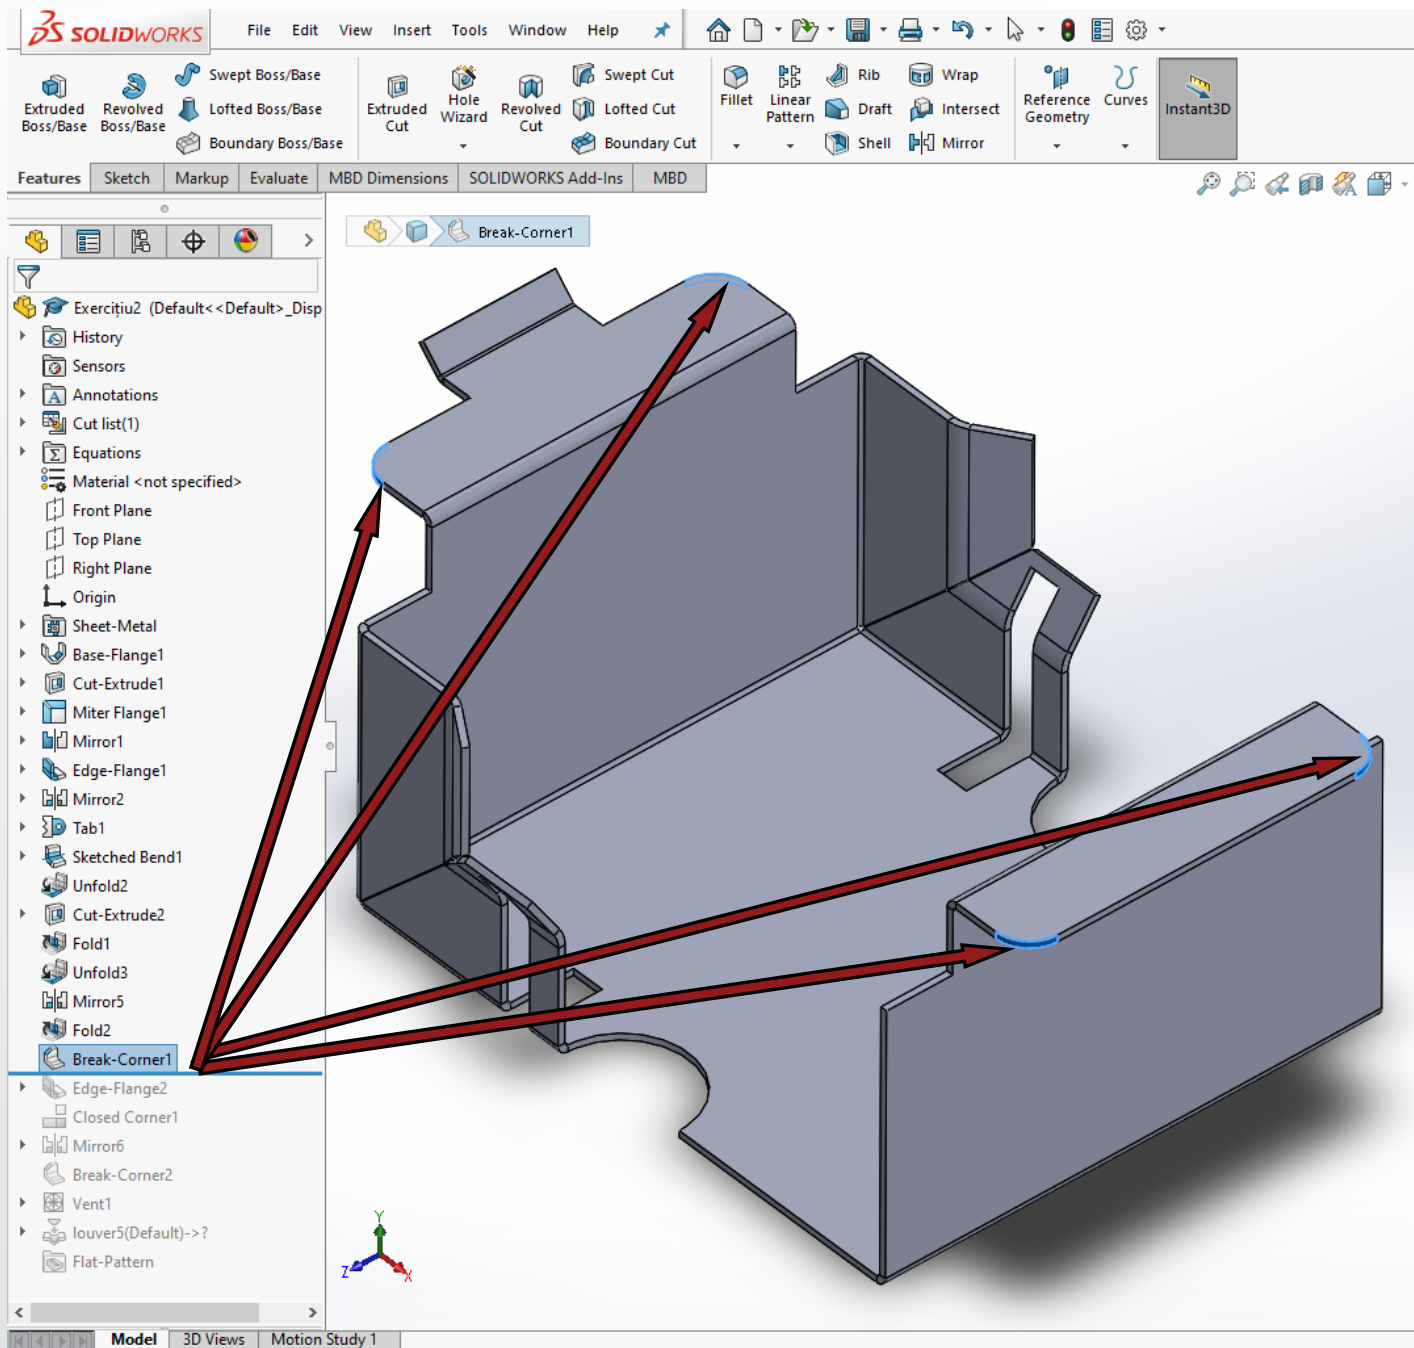 SOLIDWORKS File Edit View Insert Tools Window Help
Extruded Boss/Base
Revolved Boss/Base
Swept Boss/Base
Lofted Boss/Base
Boundary Boss/Base
Extruded Cut
Hole Wizard
Revolved Cut
Swept Cut
Lofted Cut
Boundary Cut
Fillet
Linear Pattern
Rib
Draft
Shell
Wrap
Intersect
Mirror
Reference Geometry
Curves
Instant3D
Features Sketch Markup Evaluate MBD Dimensions SOLIDWORKS Add-Ins MBD
Break-Corner1
Exercițiu2 (Default<<Default>_Disp
History
Sensors
Annotations
Cut list(1)
Equations
Material <not specified>
Front Plane
Top Plane
Right Plane
Origin
Sheet-Metal
Base-Flange1
Cut-Extrude1
Miter Flange1
Mirror1
Edge-Flange1
Mirror2
Tab1
Sketched Bend1
Unfold2
Cut-Extrude2
Fold1
Unfold3
Mirror5
Fold2
Break-Corner1
Edge-Flange2
Closed Corner1
Mirror6
Break-Corner2
Vent1
louver5(Default)->?
Flat-Pattern
Y
Z
X
Model 3D Views Motion Study 1